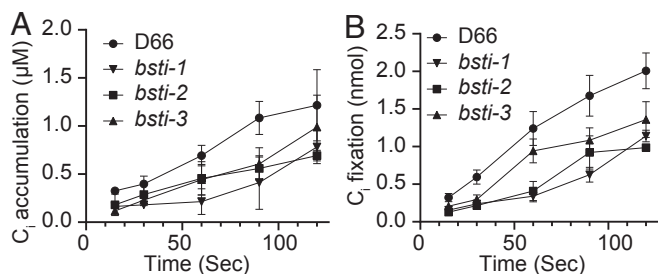 A
Ci accumulation (µM)
2.0
1.5
1.0
0.5
0.0
D66
bsti-1
bsti-2
bsti-3
0
50
100
Time (Sec)
B
Ci fixation (nmol)
2.5
2.0
1.5
1.0
0.5
0.0
D66
bsti-1
bsti-2
bsti-3
0
50
100
Time (Sec)